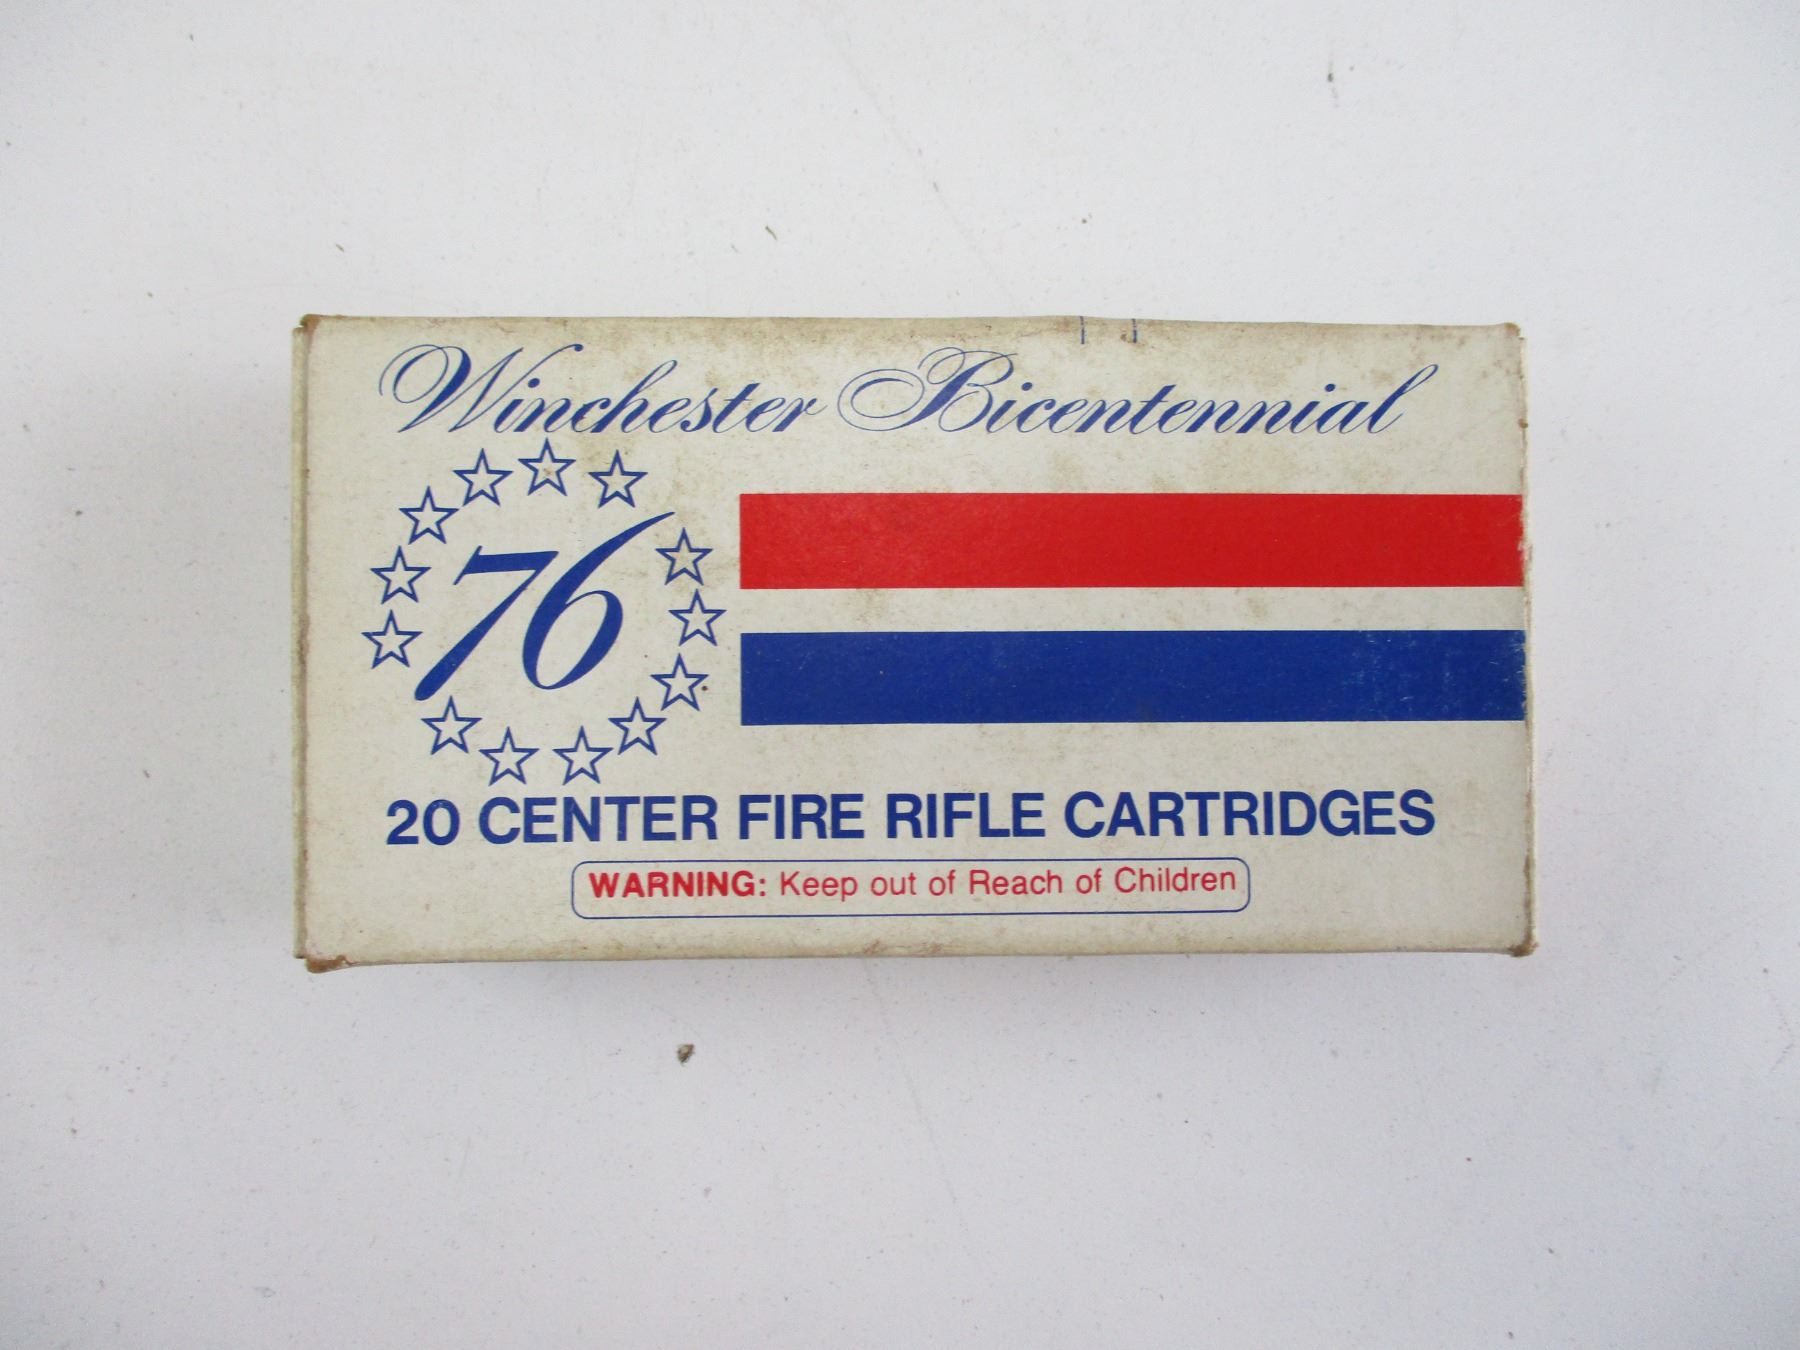 Winchester Bicentennial
76
20 CENTER FIRE RIFLE CARTRIDGES
WARNING: Keep out of Reach of Children